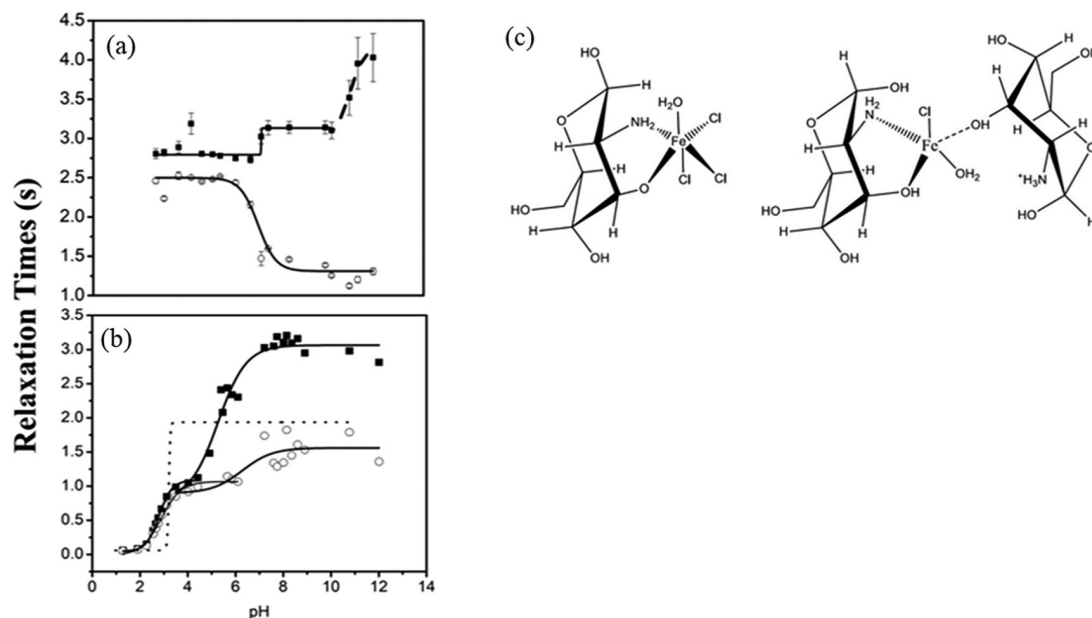 (a)
4.5
4.0
3.5
3.0
2.5
2.0
1.5
1.0
(b)
3.5
3.0
2.5
2.0
1.5
1.0
0.5
0.0
0 2 4 6 8 10 12 14
pH
Relaxation Times (s)
(c)
HO
H
O
H₂O
NH₂
Cl
Fe
Cl
Cl
H
H
O
HO
H
H
OH
H
OH
O
NH₂
Cl
H
H
Fe
OH
OH₂
OH
HO
H
H
OH
HO
H
OH
H
O
⁺H₃N
HO
H
H